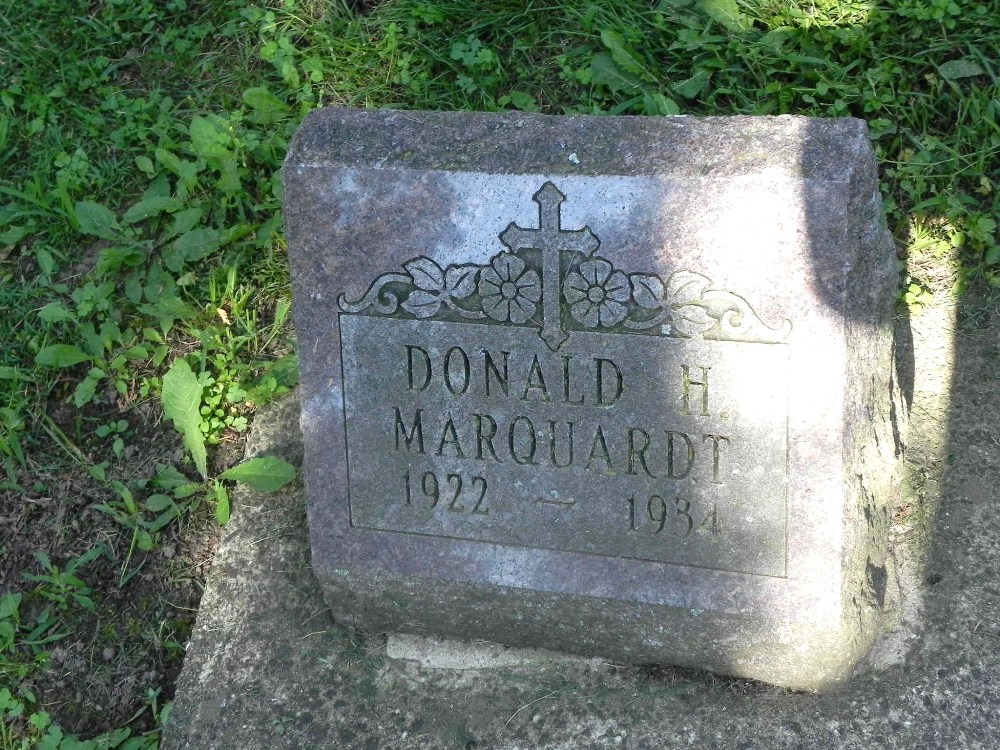 DONALD H.
MARQUARDT
1922 — 1934